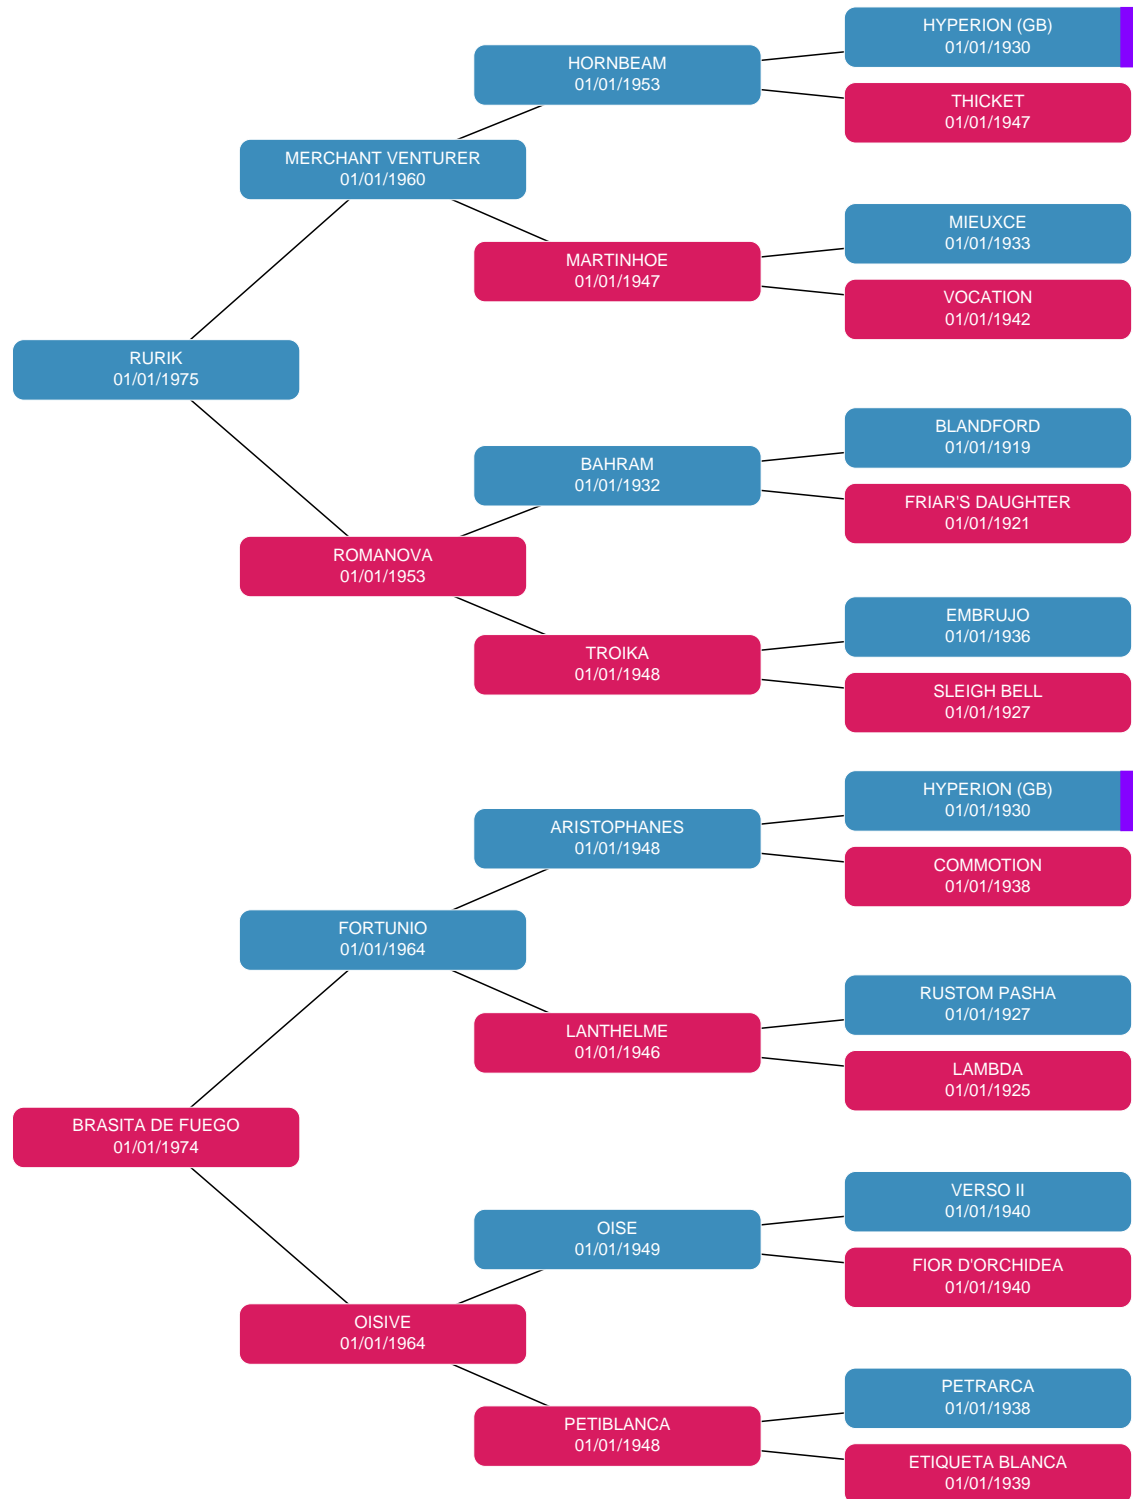 HYPERION (GB)
01/01/1930
HORNBEAM
01/01/1953
THICKET
01/01/1947
MERCHANT VENTURER
01/01/1960
MIEUXCE
01/01/1933
MARTINHOE
01/01/1947
VOCATION
01/01/1942
RURIK
01/01/1975
BLANDFORD
01/01/1919
BAHRAM
01/01/1932
FRIAR'S DAUGHTER
01/01/1921
ROMANOVA
01/01/1953
EMBRUJO
01/01/1936
TROIKA
01/01/1948
SLEIGH BELL
01/01/1927
HYPERION (GB)
01/01/1930
ARISTOPHANES
01/01/1948
COMMOTION
01/01/1938
FORTUNIO
01/01/1964
RUSTOM PASHA
01/01/1927
LANTHELME
01/01/1946
LAMBDA
01/01/1925
BRASITA DE FUEGO
01/01/1974
VERSO II
01/01/1940
OISE
01/01/1949
FIOR D'ORCHIDEA
01/01/1940
OISIVE
01/01/1964
PETRARCA
01/01/1938
PETIBLANCA
01/01/1948
ETIQUETA BLANCA
01/01/1939